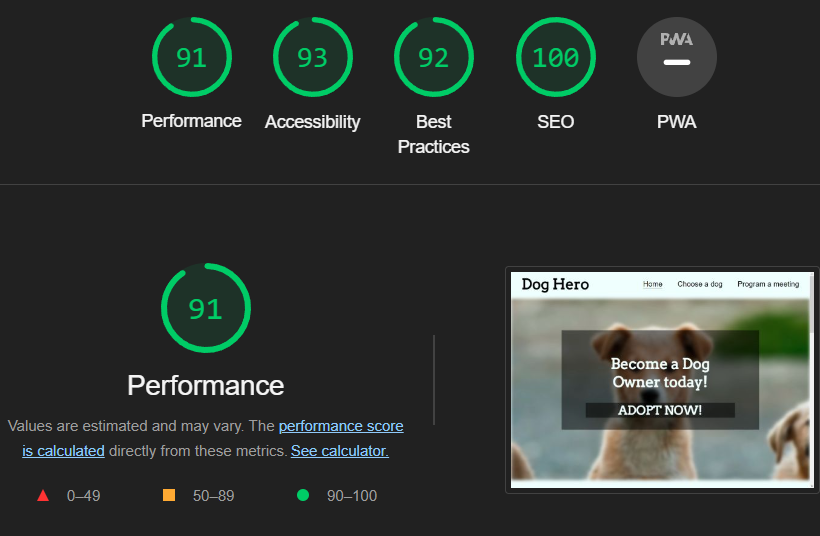 91
93
92
100
PWA
Performance
Accessibility
Best
Practices
SEO
PWA
91
Performance
Values are estimated and may vary. The performance score
is calculated directly from these metrics. See calculator.
0–49
50–89
90–100
Dog Hero
Home
Choose a dog
Program a meeting
Become a Dog
Owner today!
ADOPT NOW!